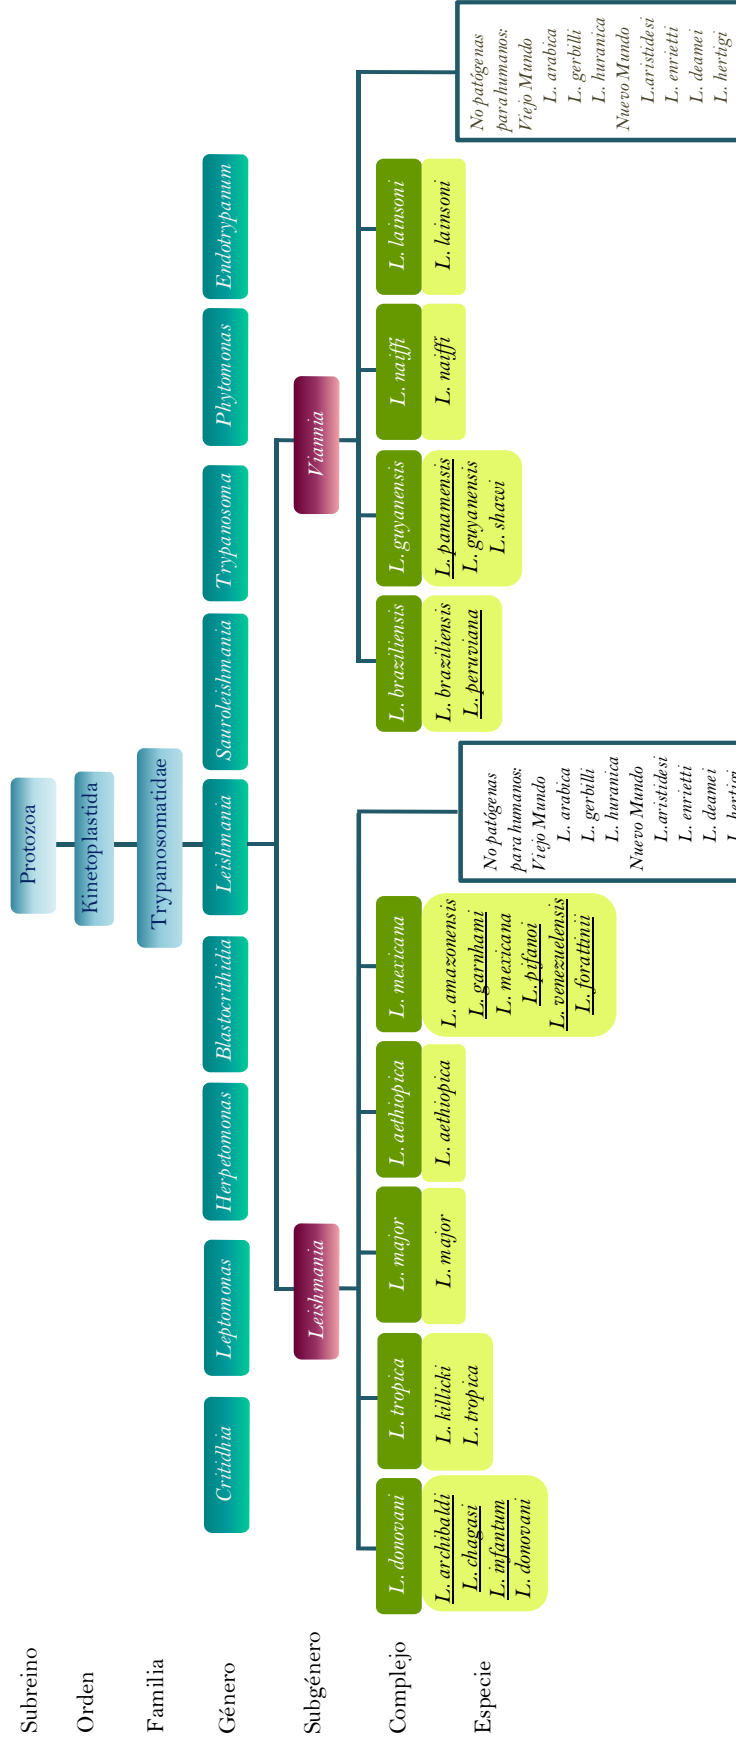 Subreino
Protozoa
Orden
Kinetoplastida
Familia
Trypanosomatidae
Género
Critidhia
Leptomonas
Herpetomonas
Blastocrithidia
Leishmania
Sauroleishmania
Trypanosoma
Phytomonas
Endotrypanum
Subgénero
Leishmania
Viannia
Complejo
L. donovani
L. tropica
L. major
L. aethiopica
L. mexicana
L. braziliensis
L. guyanensis
L. naiffi
L. lainsoni
Especie
L. archibaldi
L. chagasi
L. infantum
L. donovani
L. killicki
L. tropica
L. major
L. aethiopica
L. amazonensis
L. garnhami
L. mexicana
L. pifanoi
L. venezuelensis
L. forattinii
No patógenas
para humanos:
Viejo Mundo
L. arabica
L. gerbilli
L. huranica
Nuevo Mundo
L.aristidesi
L. enrietti
L. deamei
L. hertigi
L. braziliensis
L. peruviana
L. panamensis
L. guyanensis
L. shawi
L. naiffi
L. lainsoni
No patógenas
para humanos:
Viejo Mundo
L. arabica
L. gerbilli
L. huranica
Nuevo Mundo
L.aristidesi
L. enrietti
L. deamei
L. hertigi